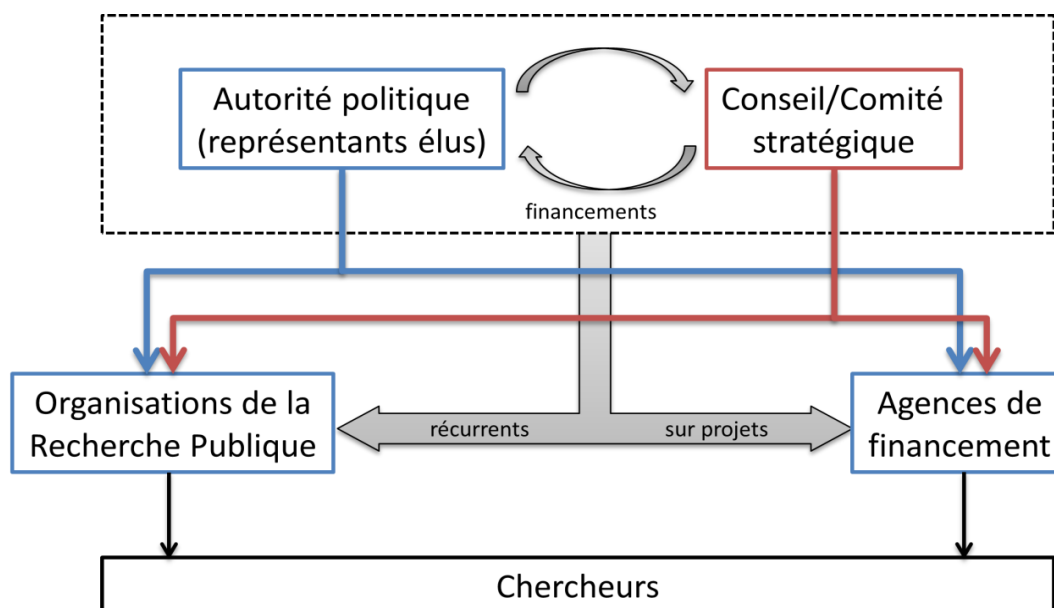 Autorité politique
(représentants élus)
Conseil/Comité
stratégique
financements
Organisations de la
Recherche Publique
récurrents
sur projets
Agences de
financement
Chercheurs